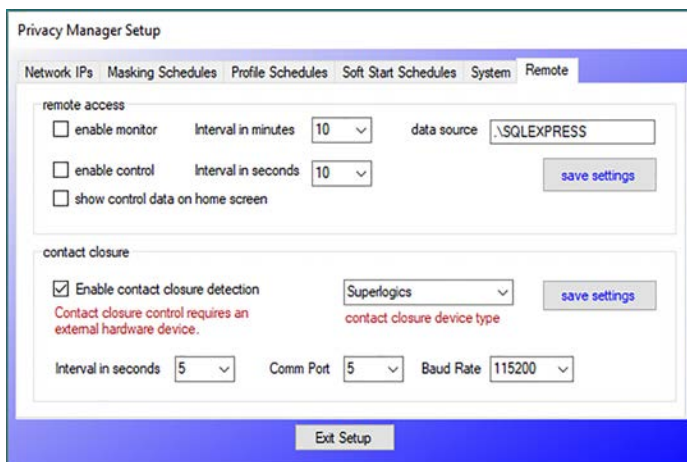 Privacy Manager Setup
Network IPs Masking Schedules Profile Schedules Soft Start Schedules System Remote
remote access
enable monitor Interval in minutes 10 data source .\SQLEXPRESS
enable control Interval in seconds 10 save settings
show control data on home screen
contact closure
Enable contact closure detection Superlogics save settings
Contact closure control requires an contact closure device type
external hardware device.
Interval in seconds 5 Comm Port 5 Baud Rate 115200
Exit Setup